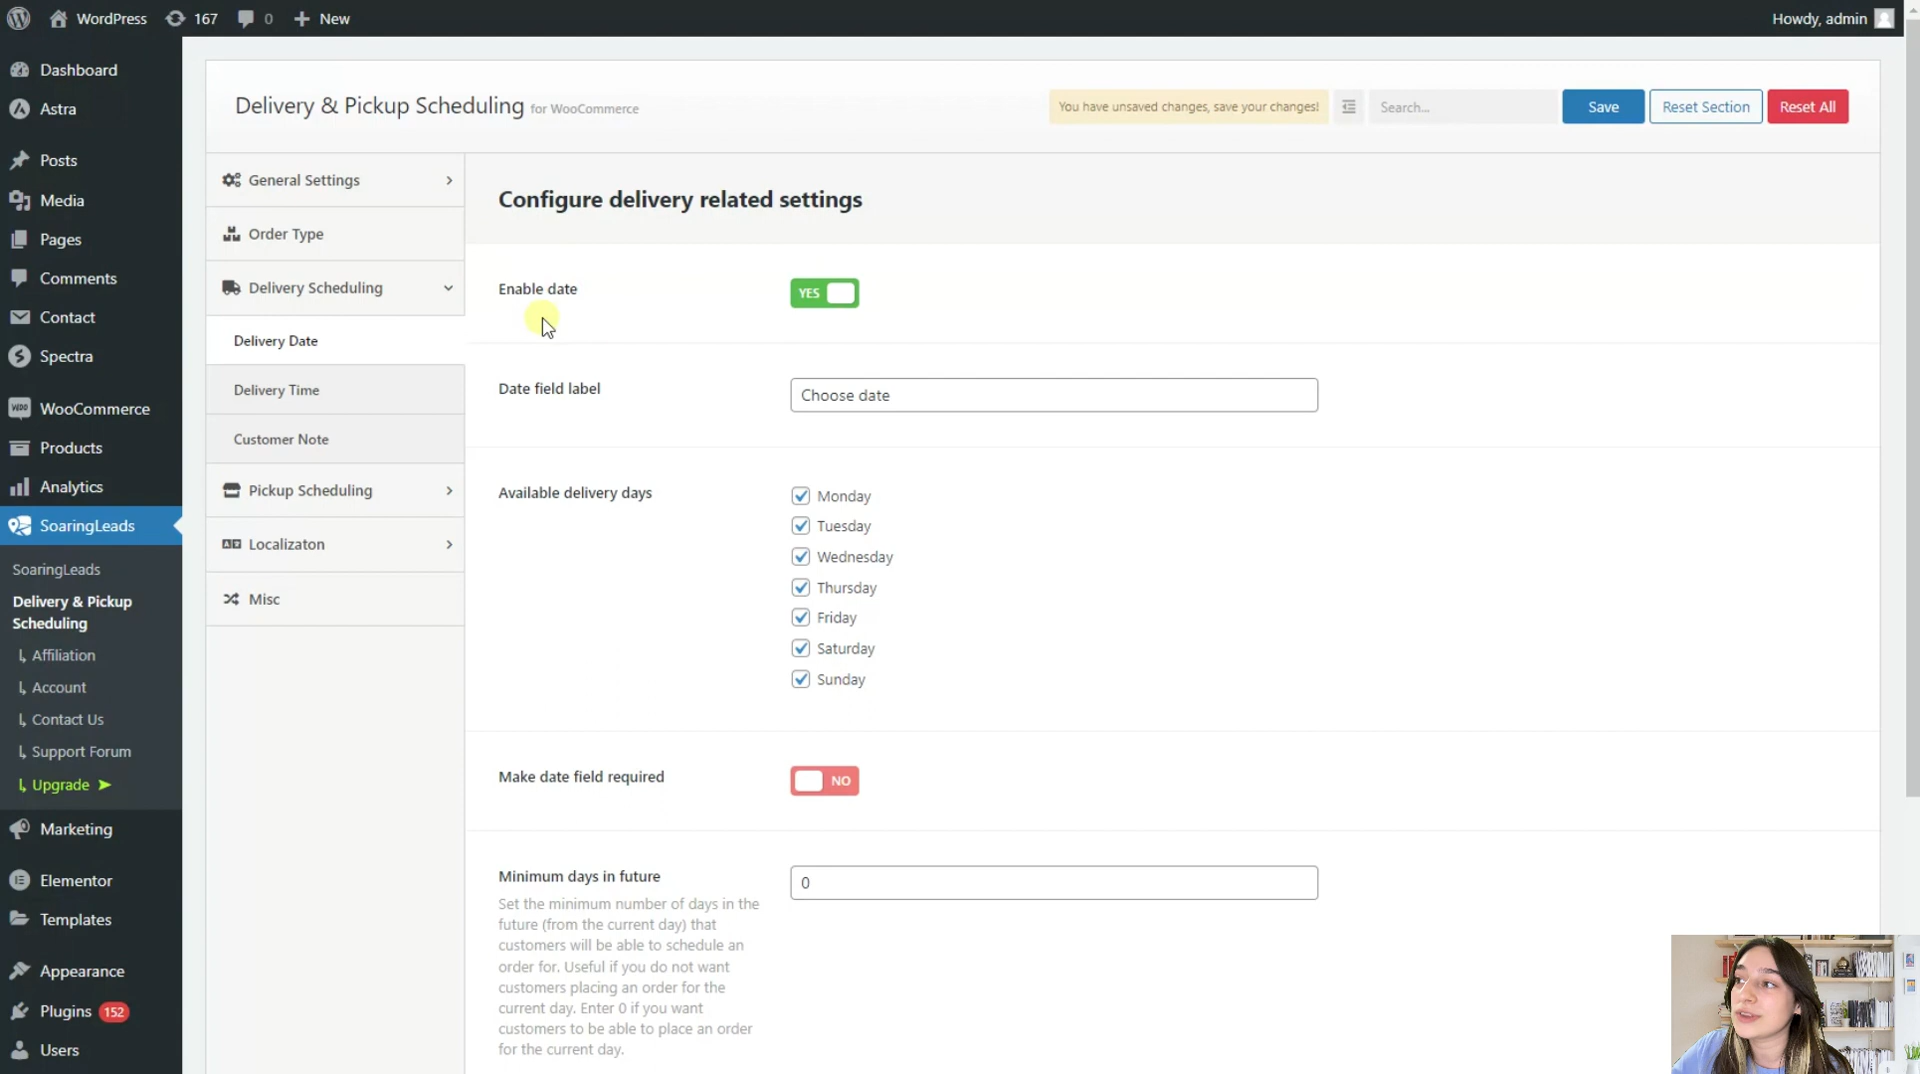 WordPress
167
0
New
Howdy, admin
Dashboard
Astra
Posts
Media
Pages
Comments
Contact
Spectra
WooCommerce
Products
Analytics
SoaringLeads
SoaringLeads
Delivery & Pickup
Scheduling
Affiliation
Account
Contact Us
Support Forum
Upgrade ➤
Marketing
Elementor
Templates
Appearance
Plugins 152
Users
Delivery & Pickup Scheduling for WooCommerce
You have unsaved changes, save your changes!
Search...
Save
Reset Section
Reset All
General Settings
Order Type
Delivery Scheduling
Delivery Date
Delivery Time
Customer Note
Pickup Scheduling
Localizaton
Misc
Configure delivery related settings
Enable date
YES
Date field label
Choose date
Available delivery days
Monday
Tuesday
Wednesday
Thursday
Friday
Saturday
Sunday
Make date field required
NO
Minimum days in future
0
Set the minimum number of days in the
future (from the current day) that
customers will be able to schedule an
order for. Useful if you do not want
customers placing an order for the
current day. Enter 0 if you want
customers to be able to place an order
for the current day.